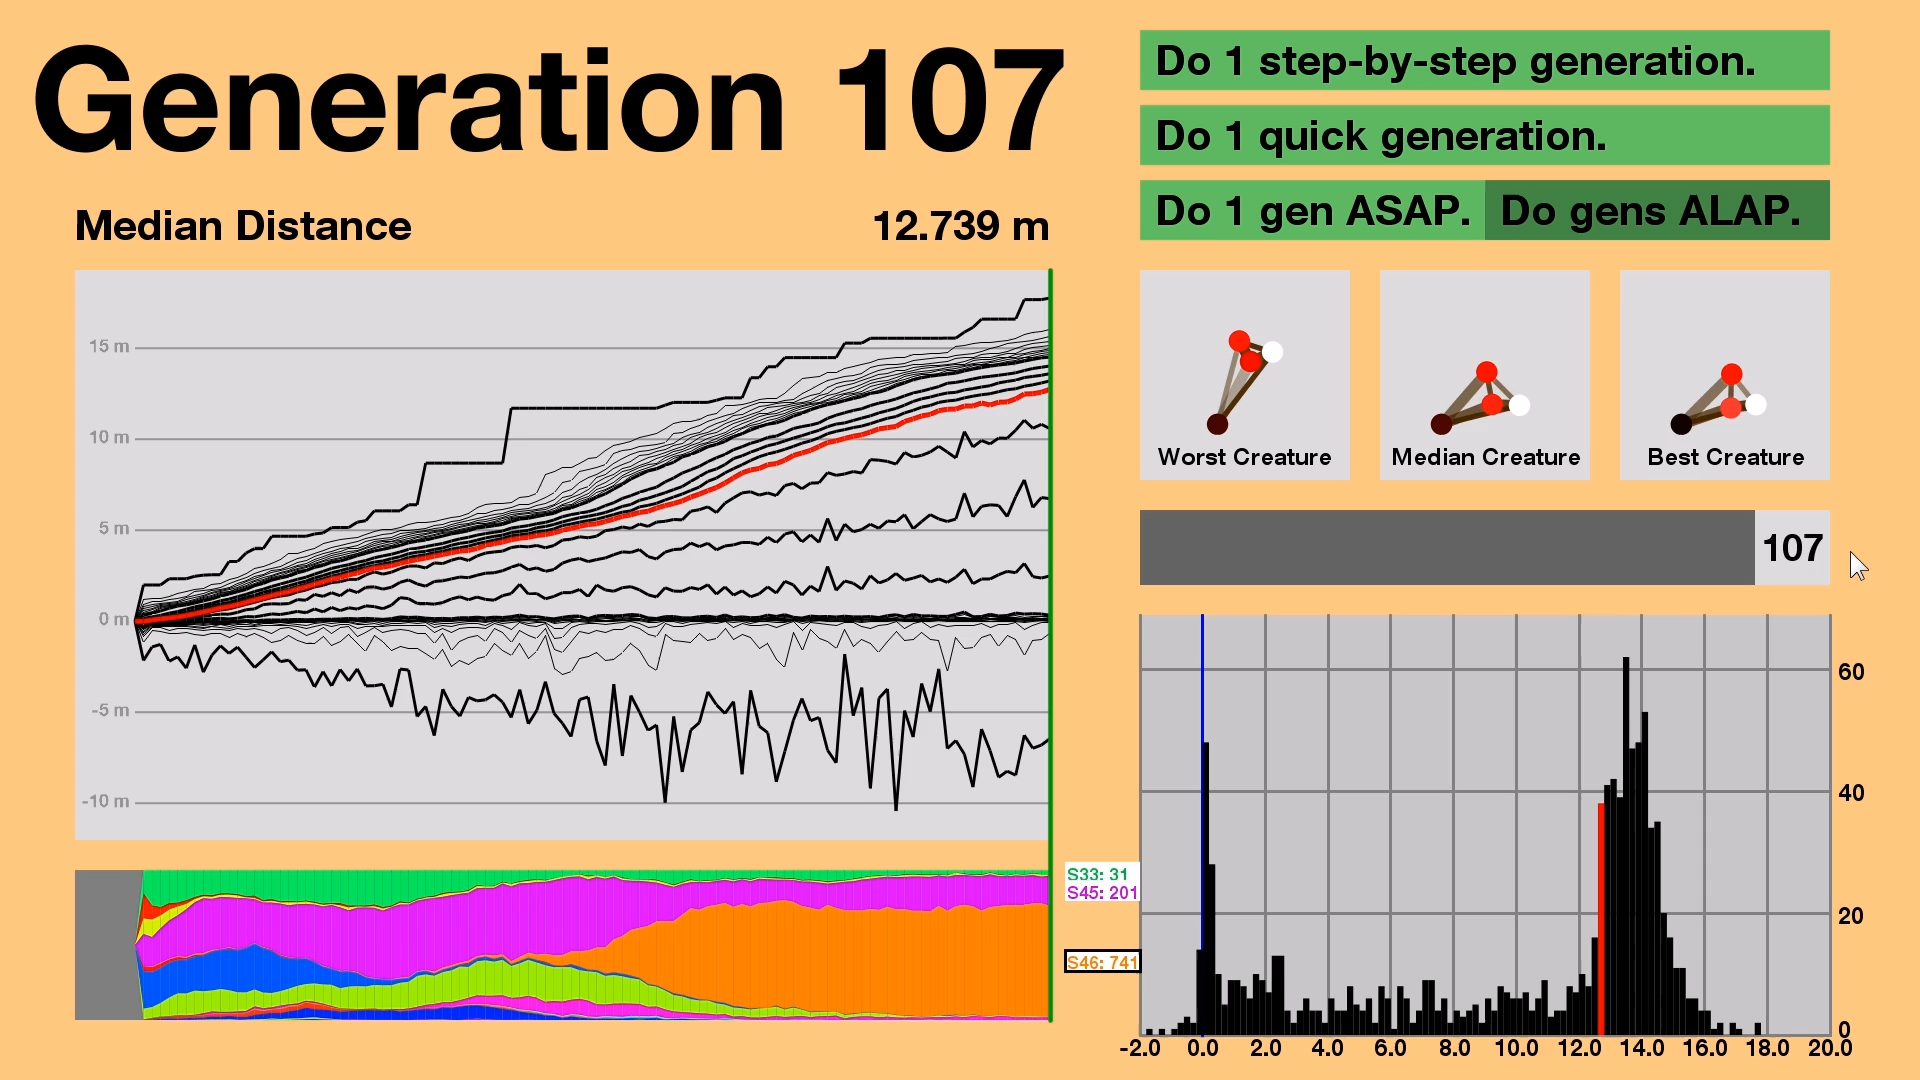 Generation 107
Median Distance 12.739 m
15 m
10 m
5 m
0 m
-5 m
-10 m
S33: 31
S45: 201
S46: 741
Do 1 step-by-step generation.
Do 1 quick generation.
Do 1 gen ASAP. Do gens ALAP.
Worst Creature Median Creature Best Creature
107
60
40
20
0
-2.0 0.0 2.0 4.0 6.0 8.0 10.0 12.0 14.0 16.0 18.0 20.0